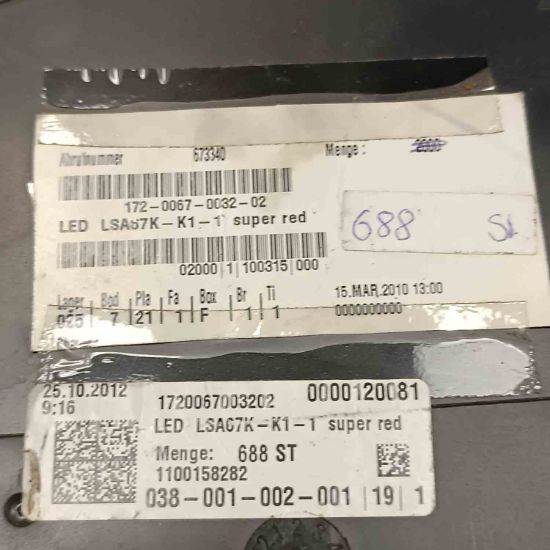 Abrufnummer 673340 Menge :
172-0067-0032-02
LED LSA67K-K1-1 super red
688 St
02000|1|100315|000
Lager Bod Pla Fa Box Br Ti 15.MAR.2010 13:00
025 7 21 1 F 1 1 0000000000
25.10.2012 1720067003202 0000120081
9:16
LED LSA67K-K1-1 super red
Menge: 688 ST
1100158282
038-001-002-001 |19| 1